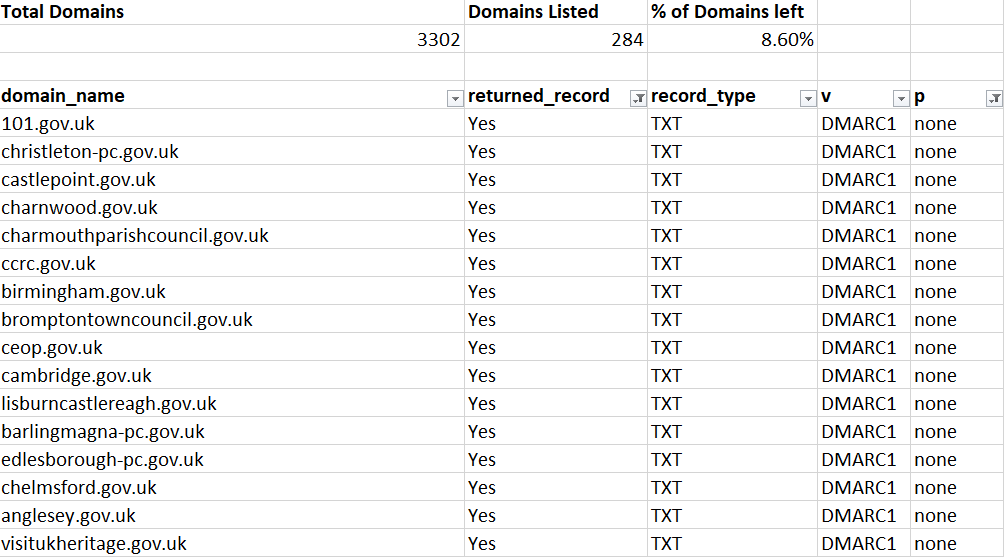 Total Domains Domains Listed % of Domains left
3302 284 8.60%
domain_name returned_record record_type v p
101.gov.uk Yes TXT DMARC1 none
christleton-pc.gov.uk Yes TXT DMARC1 none
castlepoint.gov.uk Yes TXT DMARC1 none
charnwood.gov.uk Yes TXT DMARC1 none
charmouthparishcouncil.gov.uk Yes TXT DMARC1 none
ccrc.gov.uk Yes TXT DMARC1 none
birmingham.gov.uk Yes TXT DMARC1 none
bromptontowncouncil.gov.uk Yes TXT DMARC1 none
ceop.gov.uk Yes TXT DMARC1 none
cambridge.gov.uk Yes TXT DMARC1 none
lisburncastlereagh.gov.uk Yes TXT DMARC1 none
barlingmagna-pc.gov.uk Yes TXT DMARC1 none
edlesborough-pc.gov.uk Yes TXT DMARC1 none
chelmsford.gov.uk Yes TXT DMARC1 none
anglesey.gov.uk Yes TXT DMARC1 none
visitukheritage.gov.uk Yes TXT DMARC1 none